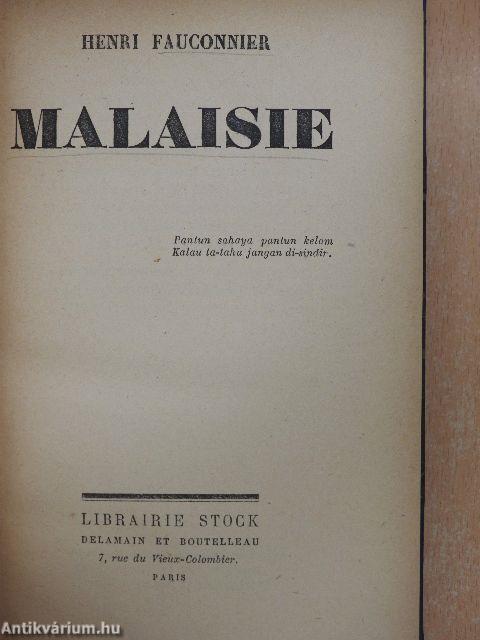 HENRI FAUCONNIER
MALAISIE
Pantun sahaya pantun kelam
Kalau ta-tahu jangan di-sindir.
LIBRAIRIE STOCK
DELAMAIN ET BOUTELLEAU
7, rue du Vieux-Colombier.
PARIS
Antikvárium.hu